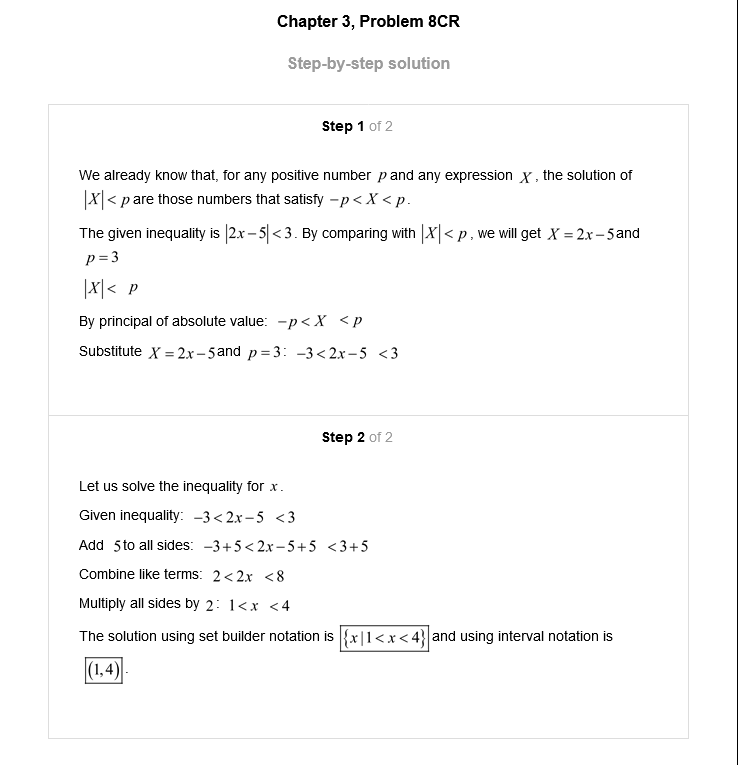 Chapter 3, Problem 8CR
Step-by-step solution
Step 1 of 2
We already know that, for any positive number p and any expression X , the solution of
|X|< p are those numbers that satisfy −p < X < p.
The given inequality is |2x−5|<3. By comparing with |X|< p , we will get X = 2x−5 and
p = 3
|X|< p
By principal of absolute value: −p < X < p
Substitute X = 2x−5 and p = 3: −3 < 2x−5 <3
Step 2 of 2
Let us solve the inequality for x.
Given inequality: −3 < 2x−5 <3
Add 5 to all sides: −3+5 < 2x−5+5 <3+5
Combine like terms: 2 < 2x <8
Multiply all sides by 2: 1 < x <4
The solution using set builder notation is {x|1 < x < 4} and using interval notation is
(1,4).